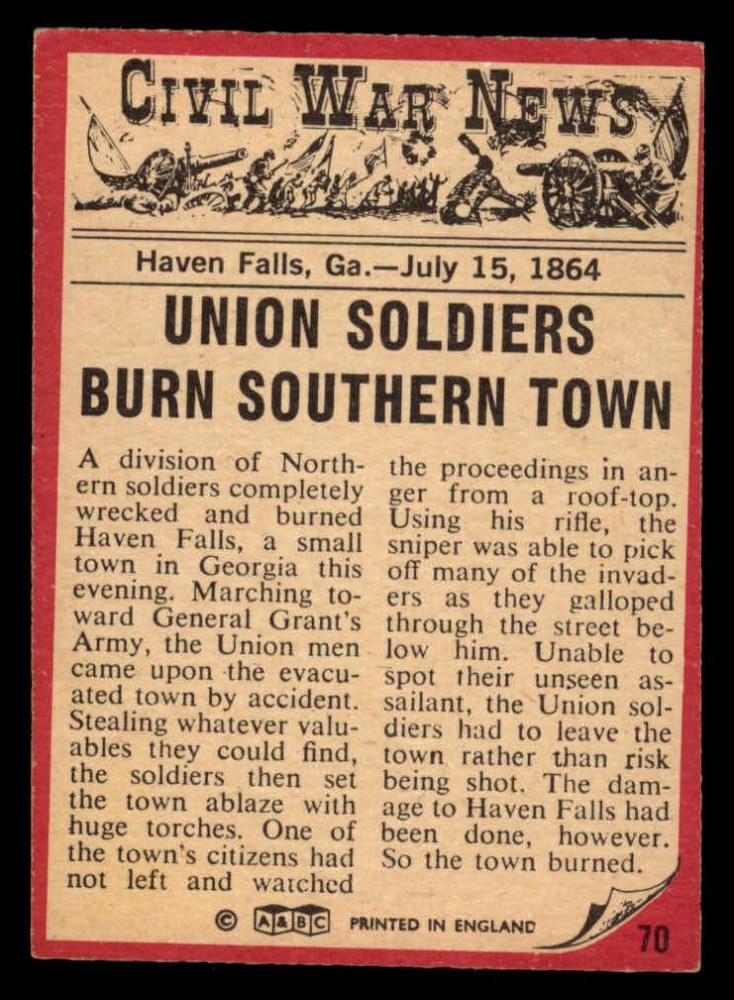 CIVIL WAR NEWS
Haven Falls, Ga.—July 15, 1864
UNION SOLDIERS
BURN SOUTHERN TOWN
A division of North-
ern soldiers completely
wrecked and burned
Haven Falls, a small
town in Georgia this
evening. Marching to-
ward General Grant's
Army, the Union men
came upon the evacu-
ated town by accident.
Stealing whatever valu-
ables they could find,
the soldiers then set
the town ablaze with
huge torches. One of
the town's citizens had
not left and watched
the proceedings in an-
ger from a roof-top.
Using his rifle, the
sniper was able to pick
off many of the invad-
ers as they galloped
through the street be-
low him. Unable to
spot their unseen as-
sailant, the Union sol-
diers had to leave the
town rather than risk
being shot. The dam-
age to Haven Falls had
been done, however.
So the town burned.
© A&BC PRINTED IN ENGLAND
70